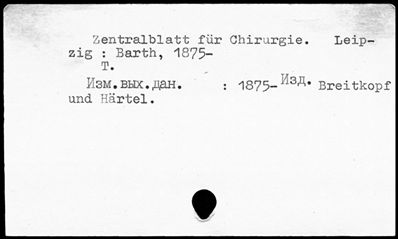 Zentralblatt für Chirurgie. Leip-
zig : Barth, 1875-
T.
Изм.вых.дан. : 1875- Изд. Breitkopf
und Härtel.